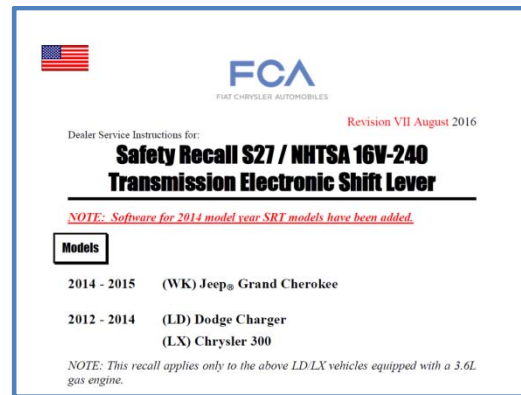 FCA
FIAT CHRYSLER AUTOMOBILES
Revision VII August 2016
Dealer Service Instructions for:
Safety Recall S27 / NHTSA 16V-240
Transmission Electronic Shift Lever
NOTE: Software for 2014 model year SRT models have been added.
Models
2014 - 2015 (WK) Jeep® Grand Cherokee
2012 - 2014 (LD) Dodge Charger
(LX) Chrysler 300
NOTE: This recall applies only to the above LD/LX vehicles equipped with a 3.6L
gas engine.